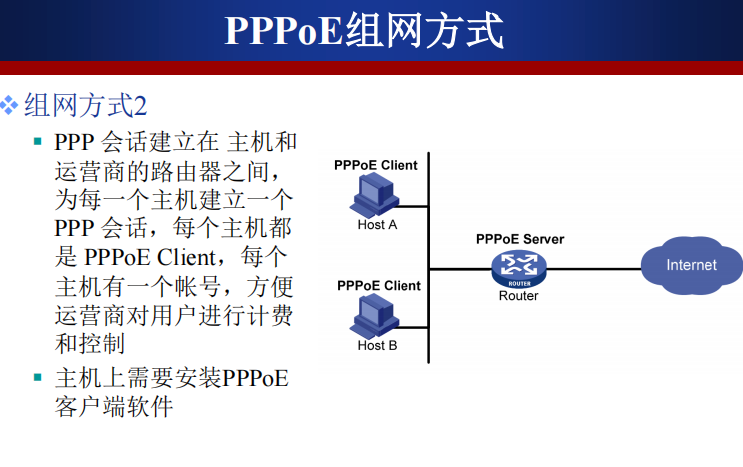 PPPoE组网方式
组网方式2
PPP 会话建立在 主机和
运营商的路由器之间，
为每一个主机建立一个
PPP 会话，每个主机都
是 PPPoE Client，每个
主机有一个帐号，方便
运营商对用户进行计费
和控制
主机上需要安装PPPoE
客户端软件
PPPoE Client
Host A
PPPoE Server
ROUTER
Router
Internet
PPPoE Client
Host B